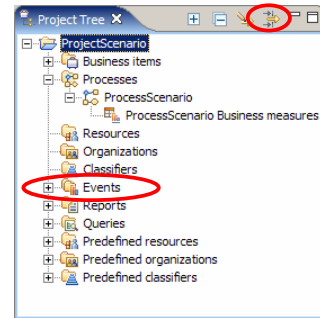 Project Tree
ProjectScenario
Business items
Processes
ProcessScenario
ProcessScenario Business measures
Resources
Organizations
Classifiers
Events
Reports
Queries
Predefined resources
Predefined organizations
Predefined classifiers